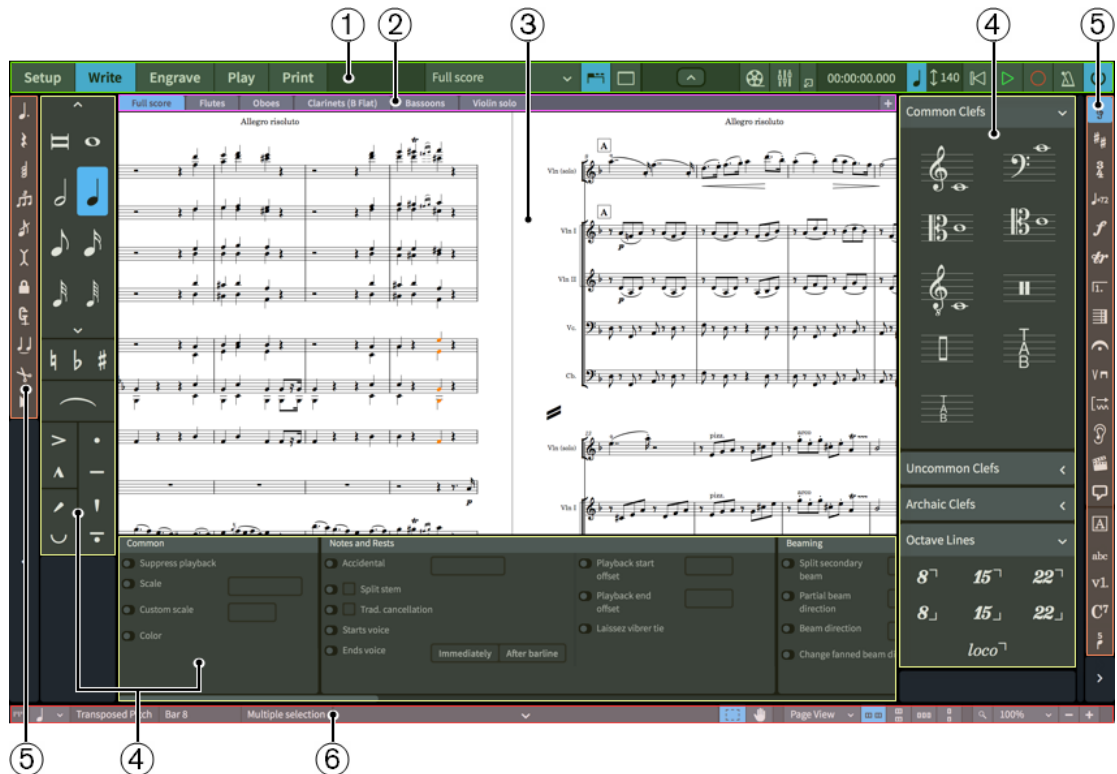 1 2 3 4 5
Setup Write Engrave Play Print Full score 00:00:00.000 140
Full score Flutes Oboes Clarinets (B Flat) Bassoons Violin solo +
Allegro risoluto Allegro risoluto
Common Clefs
A
Vln (solo)
A
Vln I
p
Vln II
p
Vc.
Cb.
TAB
TAB
22
Vln (solo) pizz. arco
p
Vln I pizz. arco
Uncommon Clefs
Archaic Clefs
Octave Lines
8 15 22
8 15 22
loco
A
abc
v1.
C7
Common Notes and Rests Beaming
Suppress playback Accidental Playback start offset Split secondary beam
Scale Split stem Playback end offset Partial beam direction
Custom scale Trad. cancellation Laissez vibrer tie Beam direction
Color Starts voice Change fanned beam di
Ends voice Immediately After barline
4
Transposed Pitch Bar 8 Multiple selection Page View 100%
5 4 6